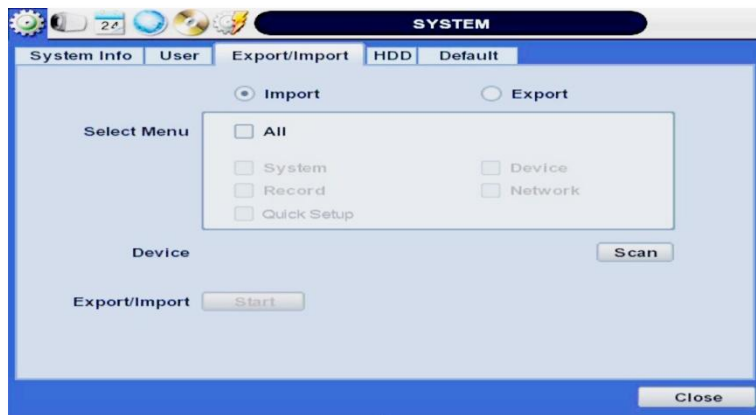 24
SYSTEM
System Info User Export/Import HDD Default
Import Export
Select Menu All
System Device
Record Network
Quick Setup
Device Scan
Export/Import Start
Close